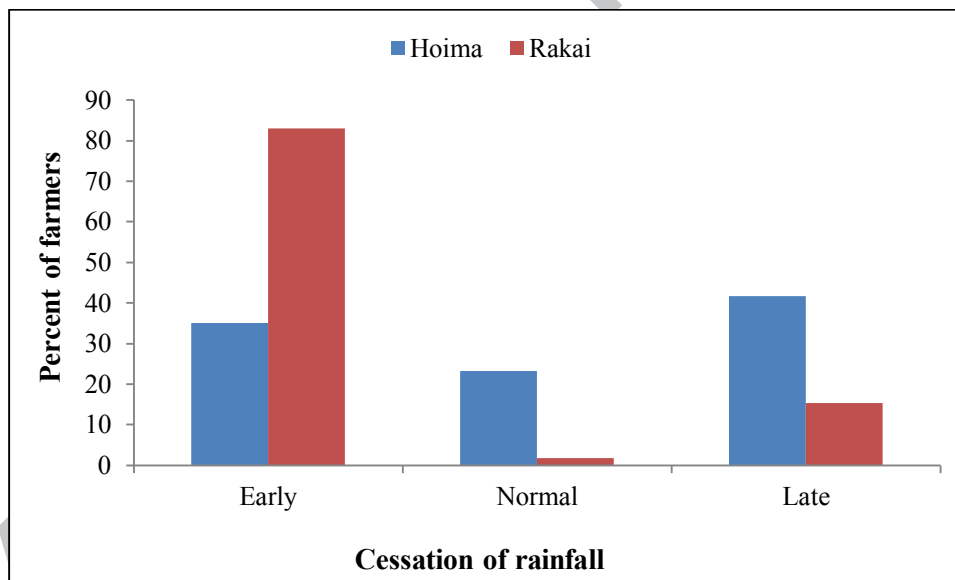 Hoima Rakai
90
80
70
60
50
40
30
20
10
0
Percent of farmers
Early Normal Late
Cessation of rainfall